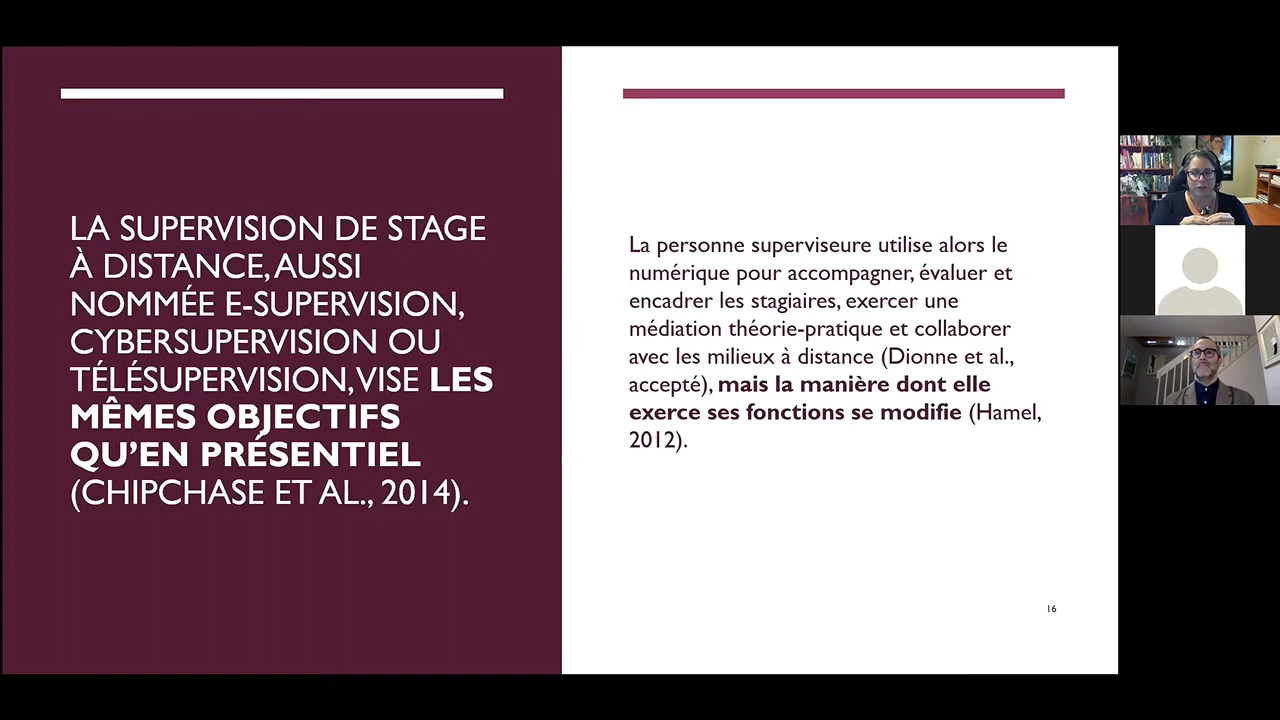 LA SUPERVISION DE STAGE
À DISTANCE, AUSSI
NOMMÉE E-SUPERVISION,
CYBERSUPERVISION OU
TÉLÉSUPERVISION, VISE LES
MÊMES OBJECTIFS
QU'EN PRÉSENTIEL
(CHIPCHASE ET AL., 2014).
La personne superviseure utilise alors le
numérique pour accompagner, évaluer et
encadrer les stagiaires, exercer une
médiation théorie-pratique et collaborer
avec les milieux à distance (Dionne et al.,
accepté), mais la manière dont elle
exerce ses fonctions se modifie (Hamel,
2012).
16